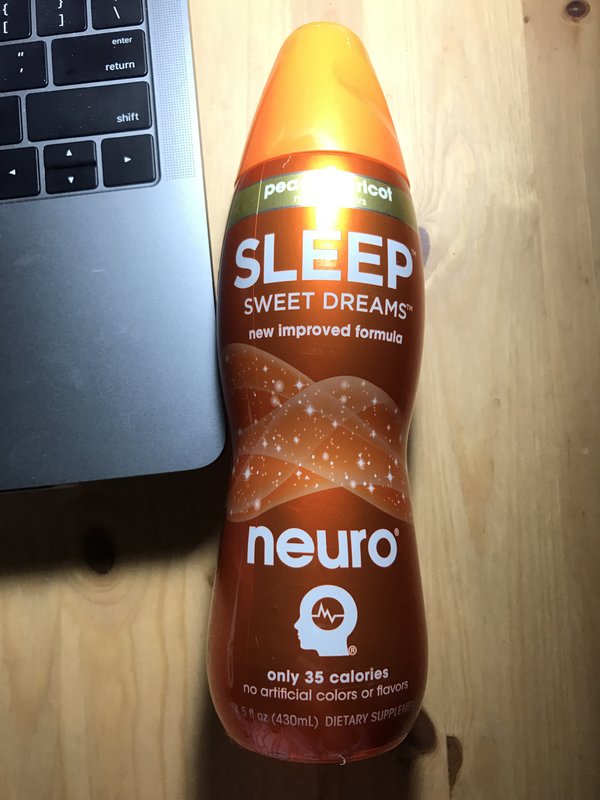 {
[
}
]
|
\
enter
return
"
'
shift
SLEEP™
SWEET DREAMS™
new improved formula
neuro®
®
only 35 calories
no artificial colors or flavors
fl oz (430mL) DIETARY